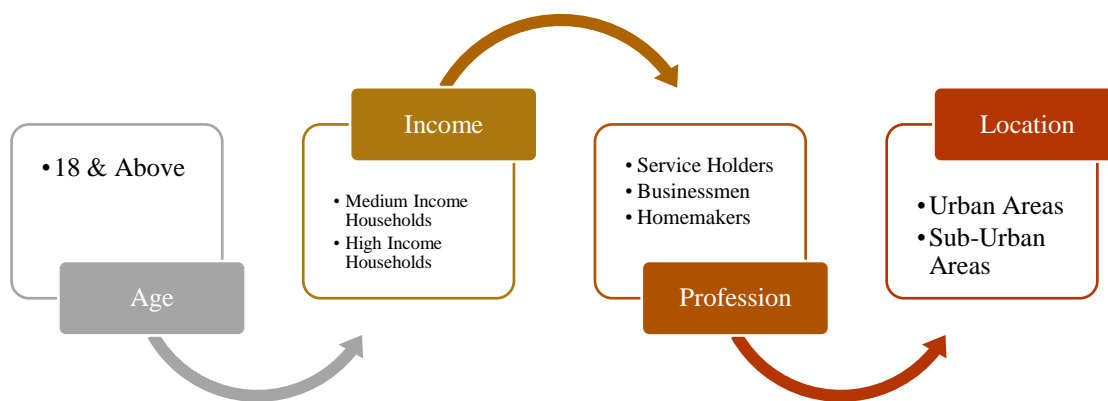 • 18 & Above
Age
Income
• Medium Income
Households
• High Income
Households
• Service Holders
• Businessmen
• Homemakers
Profession
Location
• Urban Areas
• Sub-Urban
Areas